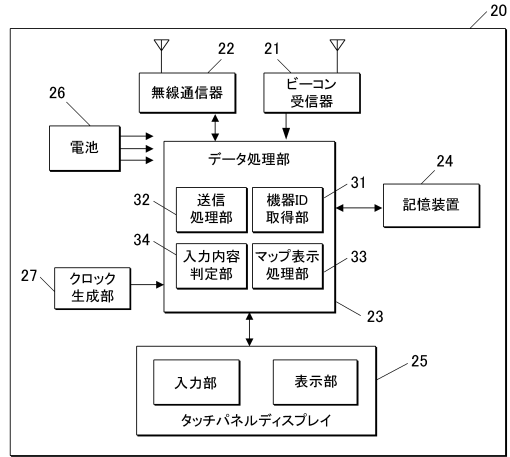 20
22
無線通信器
21
ビーコン
受信器
26
電池
データ処理部
32
送信
処理部
機器ID
取得部
31
24
記憶装置
34
入力内容
判定部
マップ表示
処理部
33
27
クロック
生成部
23
25
入力部
表示部
タッチパネルディスプレイ